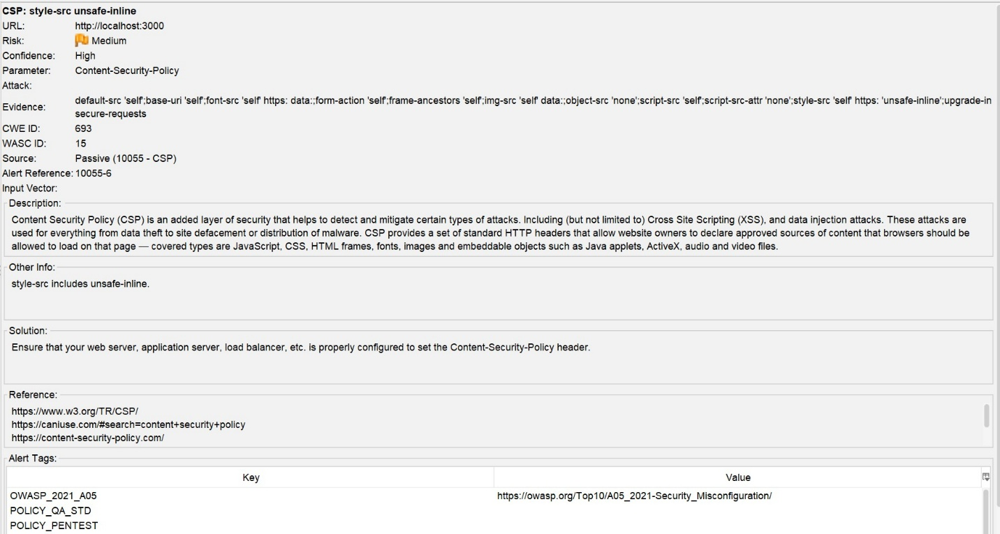 CSP: style-src unsafe-inline
URL: http://localhost:3000
Risk: Medium
Confidence: High
Parameter: Content-Security-Policy
Attack:
Evidence: default-src 'self';base-uri 'self';font-src 'self' https: data:;form-action 'self';frame-ancestors 'self';img-src 'self' data:;object-src 'none';script-src 'self';script-src-attr 'none';style-src 'self' https: 'unsafe-inline';upgrade-in
secure-requests
CWE ID: 693
WASC ID: 15
Source: Passive (10055 - CSP)
Alert Reference: 10055-6
Input Vector:
Description:
Content Security Policy (CSP) is an added layer of security that helps to detect and mitigate certain types of attacks. Including (but not limited to) Cross Site Scripting (XSS), and data injection attacks. These attacks are
used for everything from data theft to site defacement or distribution of malware. CSP provides a set of standard HTTP headers that allow website owners to declare approved sources of content that browsers should be
allowed to load on that page — covered types are JavaScript, CSS, HTML frames, fonts, images and embeddable objects such as Java applets, ActiveX, audio and video files.
Other Info:
style-src includes unsafe-inline.
Solution:
Ensure that your web server, application server, load balancer, etc. is properly configured to set the Content-Security-Policy header.
Reference:
https://www.w3.org/TR/CSP/
https://caniuse.com/#search=content+security+policy
https://content-security-policy.com/
Alert Tags:
Key Value
OWASP_2021_A05 https://owasp.org/Top10/A05_2021-Security_Misconfiguration/
POLICY_QA_STD
POLICY_PENTEST